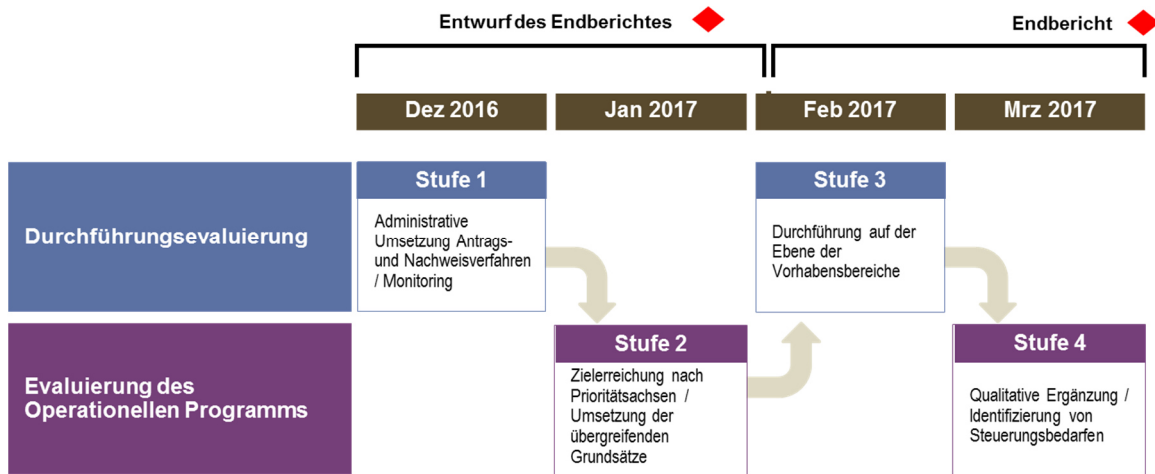 Entwurf des Endberichtes
Endbericht
Dez 2016
Jan 2017
Feb 2017
Mrz 2017
Durchführungsevaluierung
Stufe 1
Administrative
Umsetzung Antrags-
und Nachweisverfahren
/ Monitoring
Stufe 3
Durchführung auf der
Ebene der
Vorhabensbereiche
Evaluierung des
Operationellen Programms
Stufe 2
Zielerreichung nach
Prioritätsachsen /
Umsetzung der
übergreifenden
Grundsätze
Stufe 4
Qualitative Ergänzung /
Identifizierung von
Steuerungsbedarfen